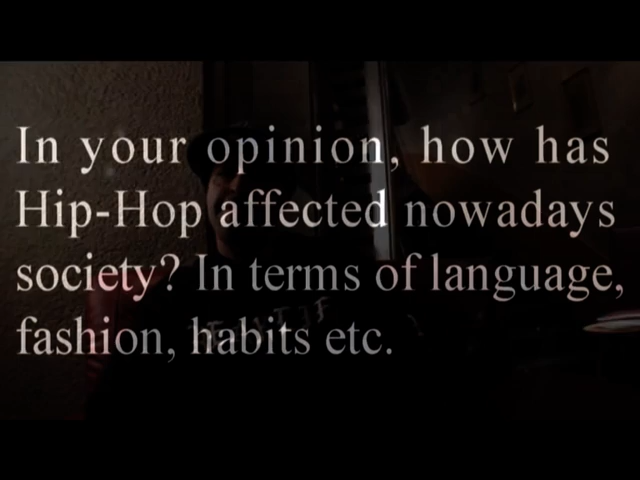 In your opinion, how has
Hip-Hop affected nowadays
society? In terms of language,
fashion, habits etc.